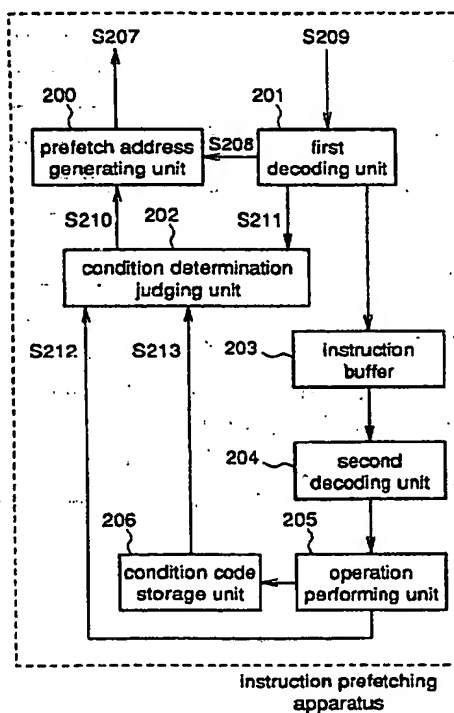 S207
S209
200
201
prefetch address
generating unit
S208
first
decoding unit
S210
202
S211
condition determination
judging unit
S212
S213
203
instruction
buffer
204
second
decoding unit
206
205
condition code
storage unit
operation
performing unit
instruction prefetching
apparatus